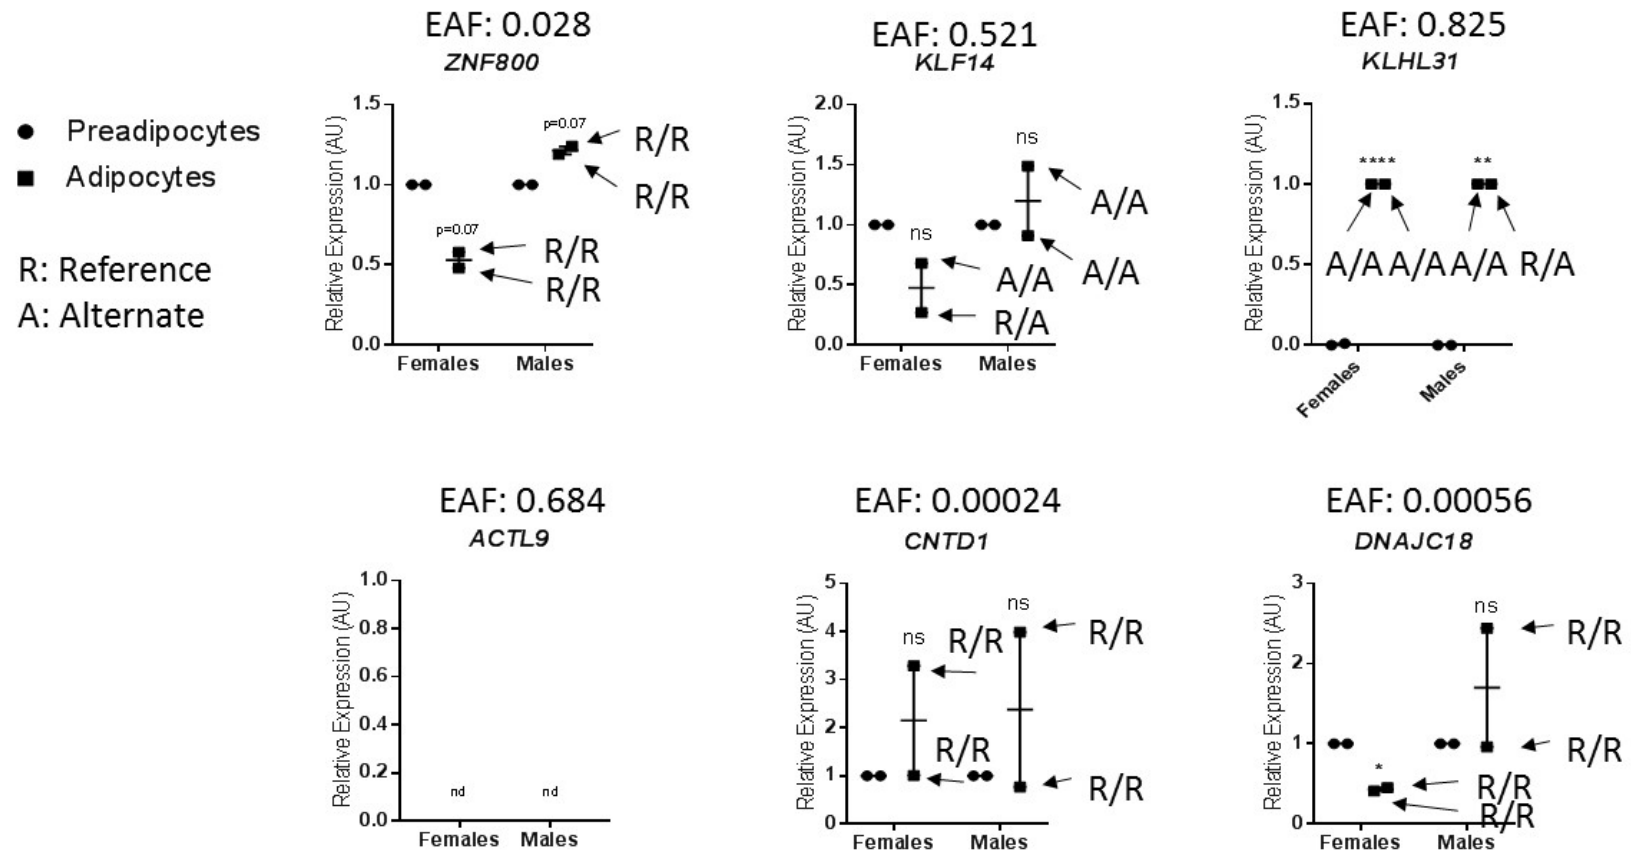 EAF: 0.028
ZNF800
Preadipocytes
Adipocytes
R: Reference
A: Alternate
Relative Expression (AU)
1.5
1.0
0.5
0.0
p=0.07
p=0.07
R/R
R/R
R/R
R/R
Females
Males
EAF: 0.521
KLF14
Relative Expression (AU)
2.0
1.5
1.0
0.5
0.0
ns
ns
A/A
A/A
A/A
R/A
Females
Males
EAF: 0.825
KLHL31
Relative Expression (AU)
1.5
1.0
0.5
0.0
****
**
A/A A/A A/A R/A
Females
Males
EAF: 0.684
ACTL9
Relative Expression (AU)
1.0
0.8
0.6
0.4
0.2
0.0
nd
nd
Females
Males
EAF: 0.00024
CNTD1
Relative Expression (AU)
5
4
3
2
1
0
ns
ns
R/R
R/R
R/R
R/R
Females
Males
EAF: 0.00056
DNAJC18
Relative Expression (AU)
3
2
1
0
*
ns
R/R
R/R
R/R
R/R
Females
Males